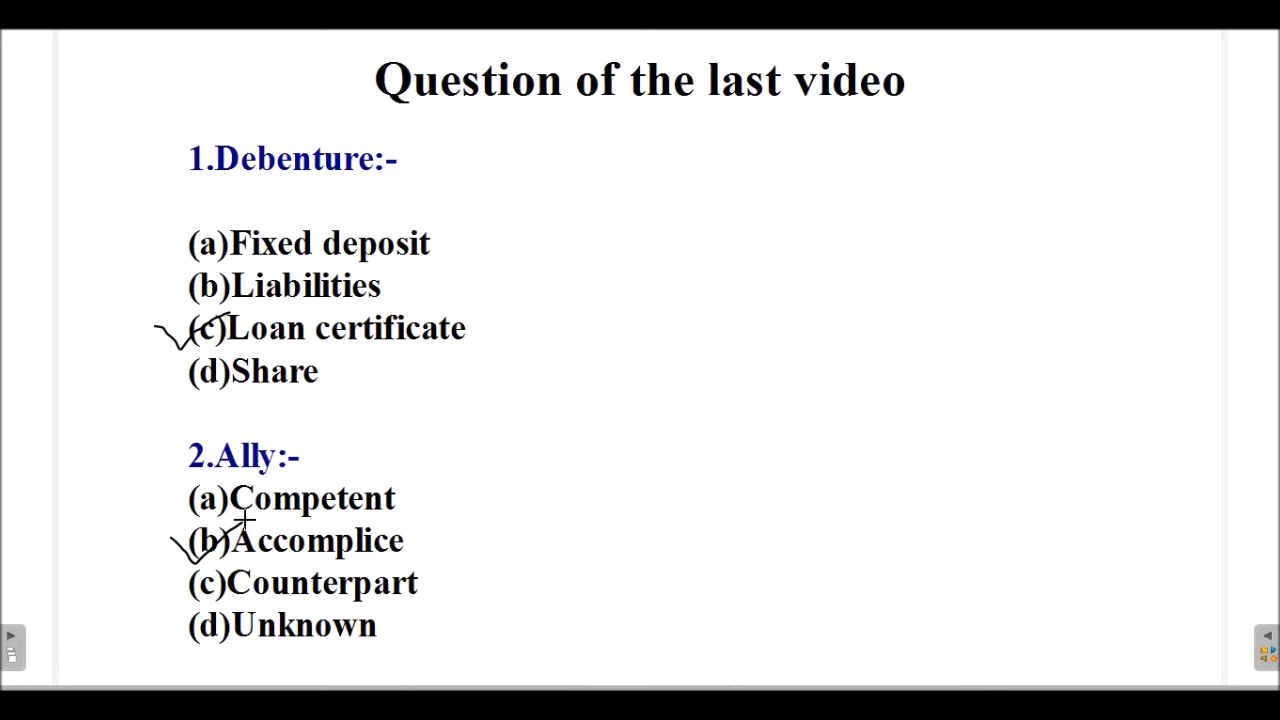 Question of the last video
1.Debenture:-
(a)Fixed deposit
(b)Liabilities
(c)Loan certificate
(d)Share
2.Ally:-
(a)Competent
(b)Accomplice
(c)Counterpart
(d)Unknown